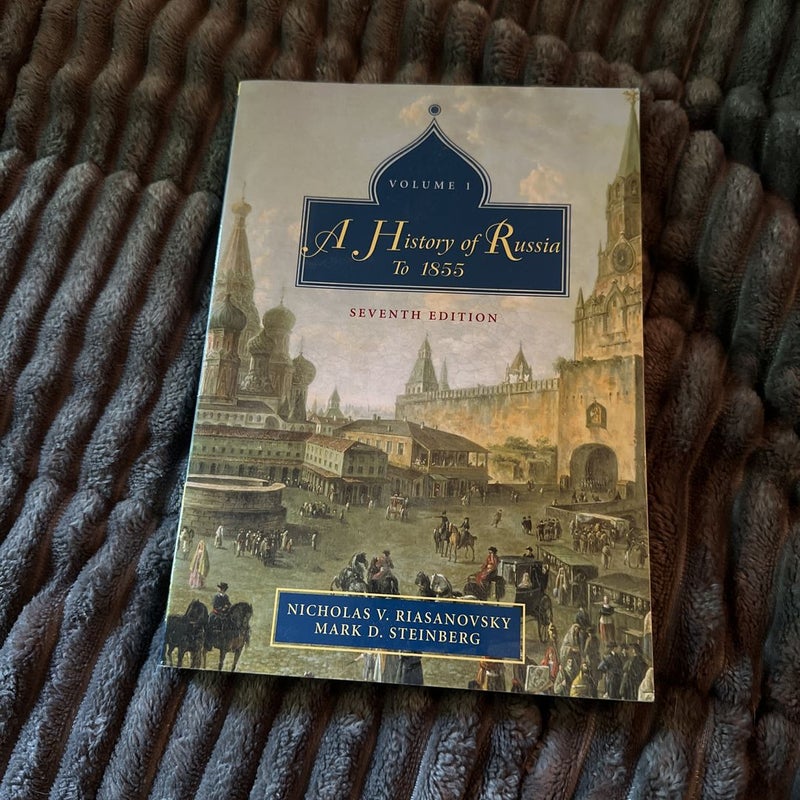 VOLUME 1
A History of Russia
To 1855
SEVENTH EDITION
NICHOLAS V. RIASANOVSKY
MARK D. STEINBERG